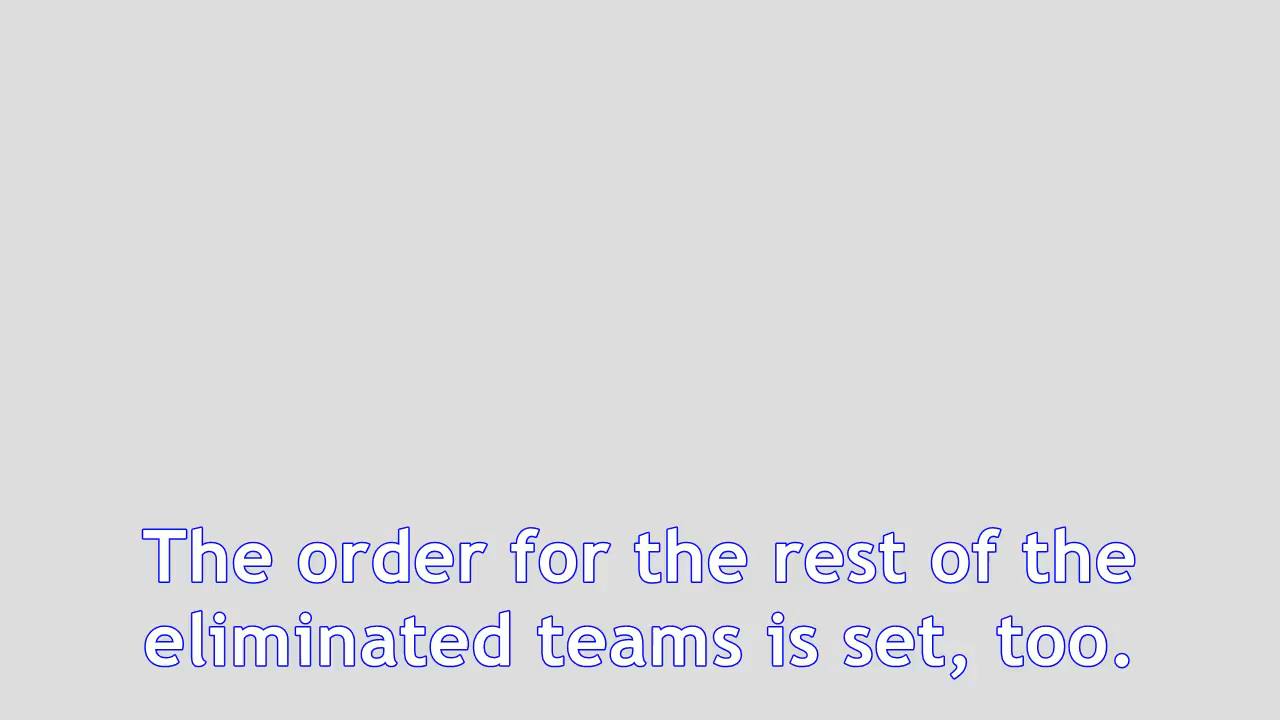 The order for the rest of the
eliminated teams is set, too.